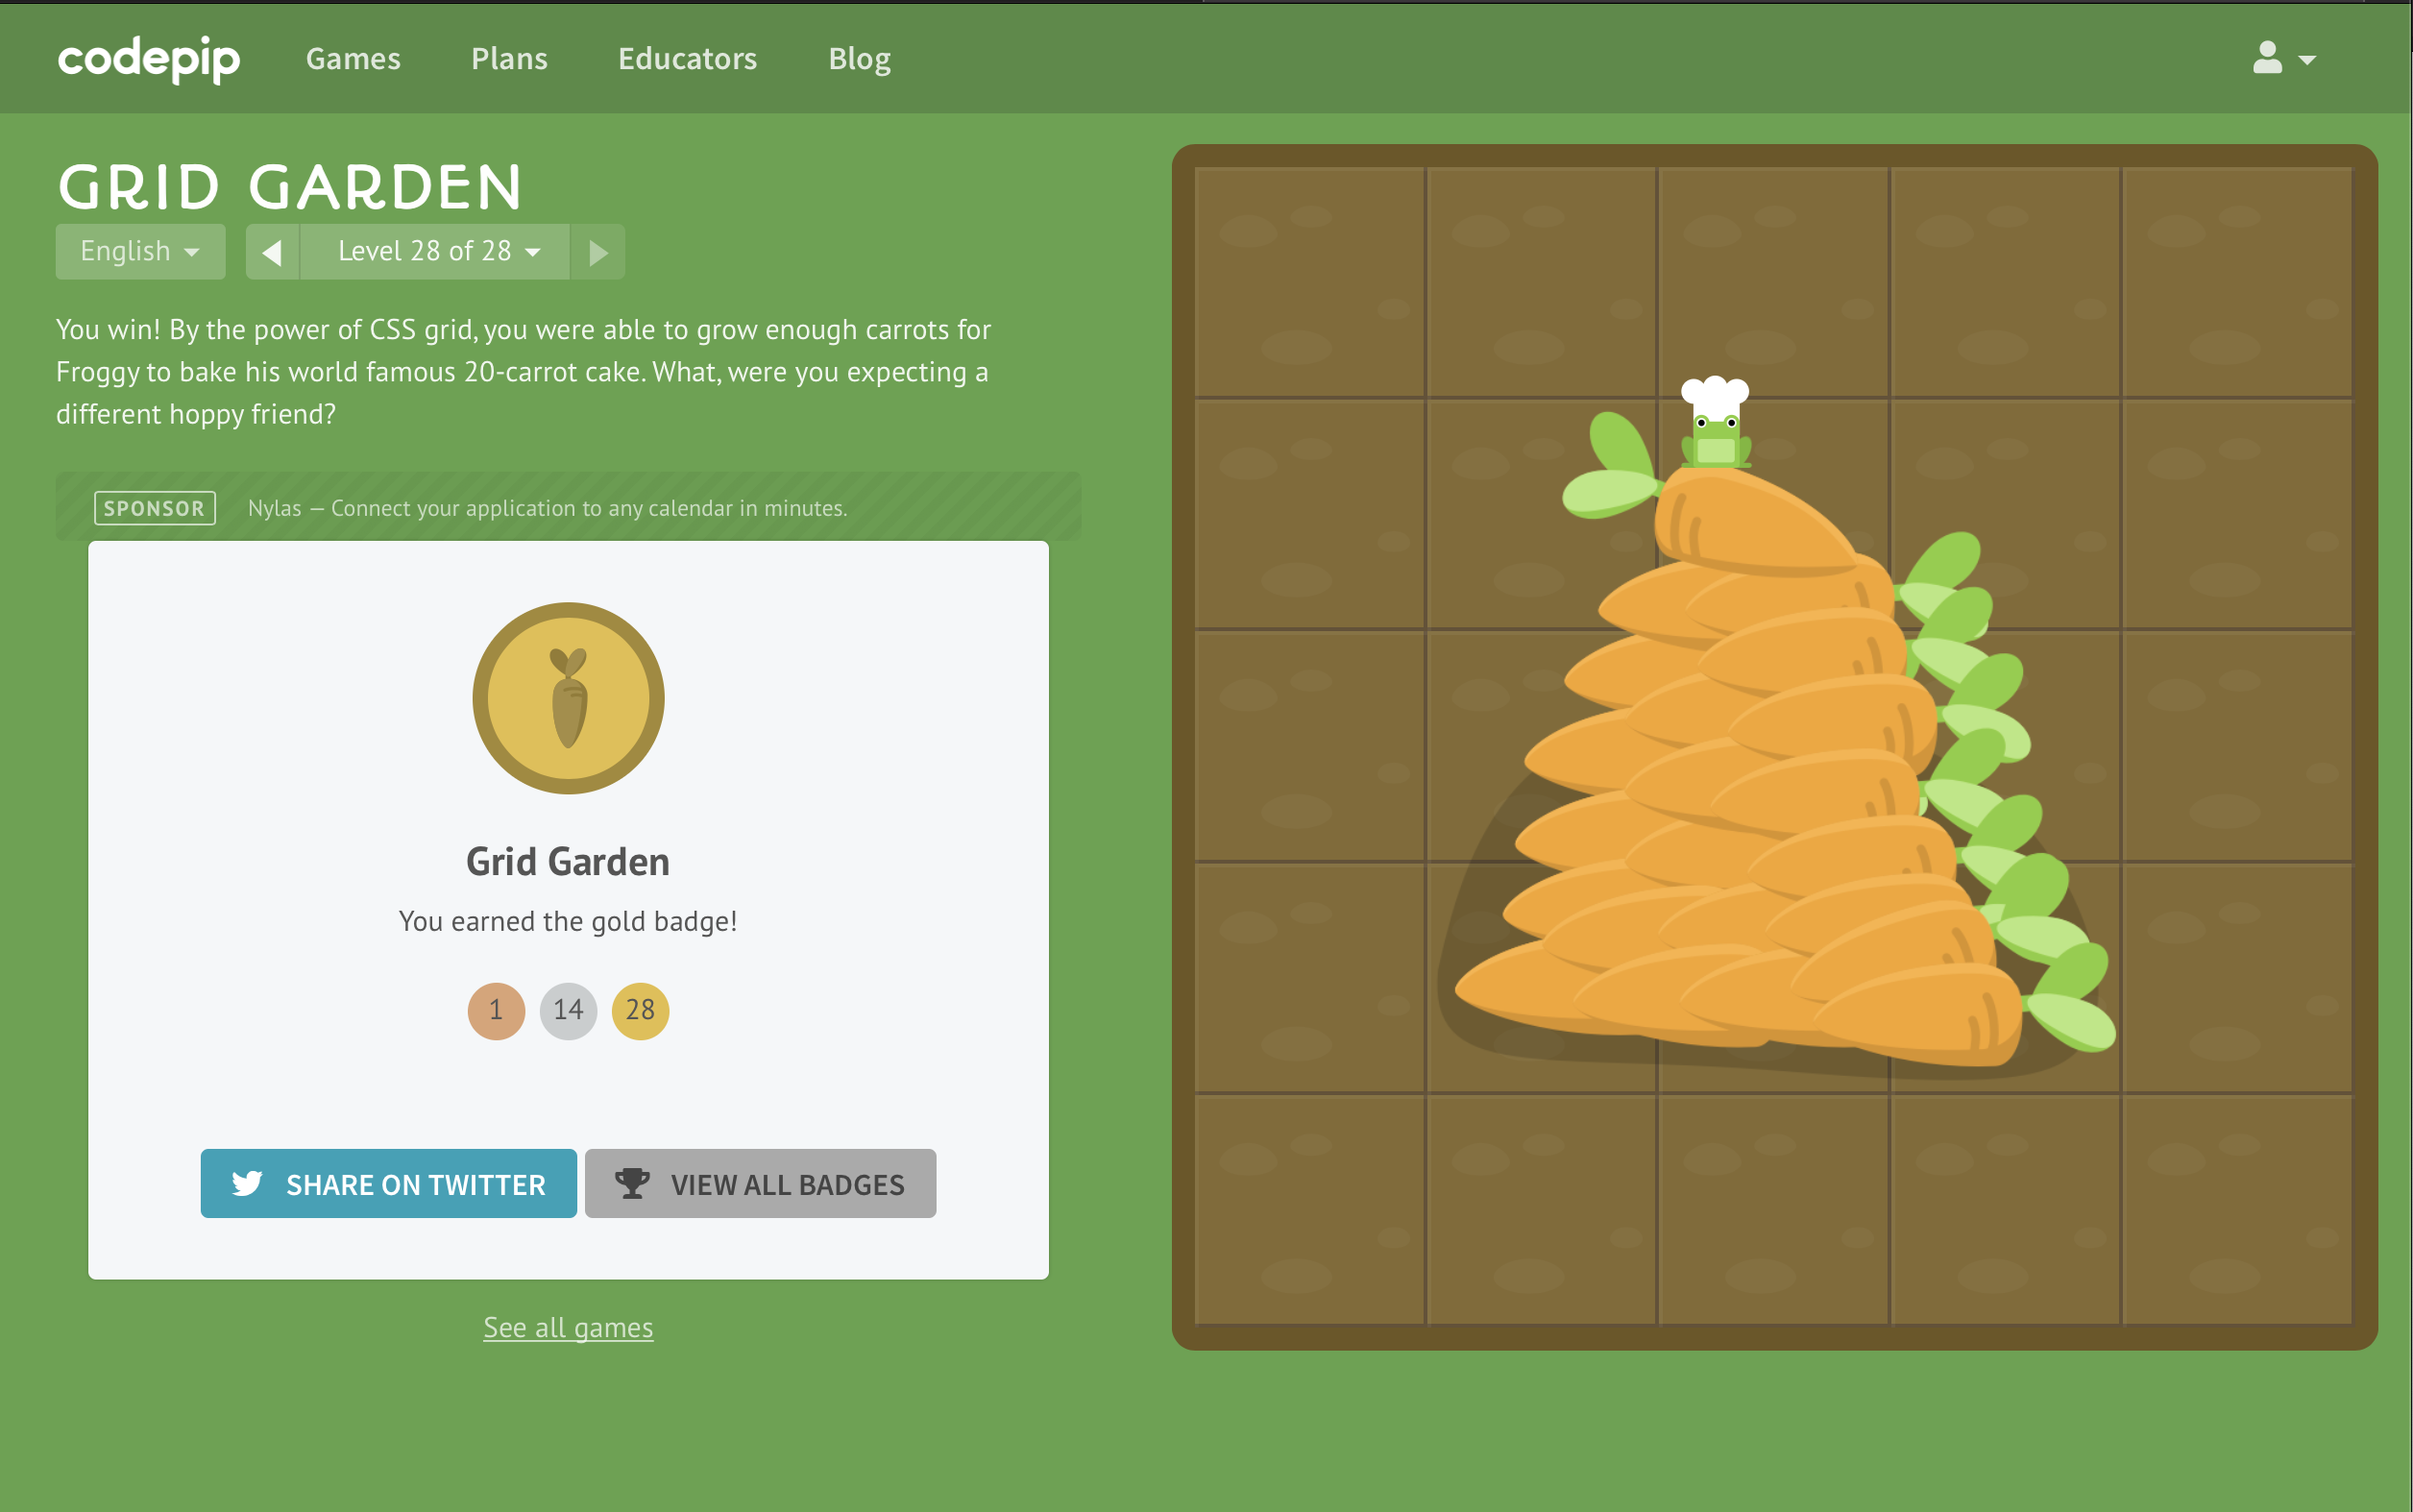 codepip
Games
Plans
Educators
Blog
GRID GARDEN
English
Level 28 of 28
You win! By the power of CSS grid, you were able to grow enough carrots for
Froggy to bake his world famous 20-carrot cake. What, were you expecting a
different hoppy friend?
SPONSOR
Nylas — Connect your application to any calendar in minutes.
Grid Garden
You earned the gold badge!
1
14
28
SHARE ON TWITTER
VIEW ALL BADGES
See all games